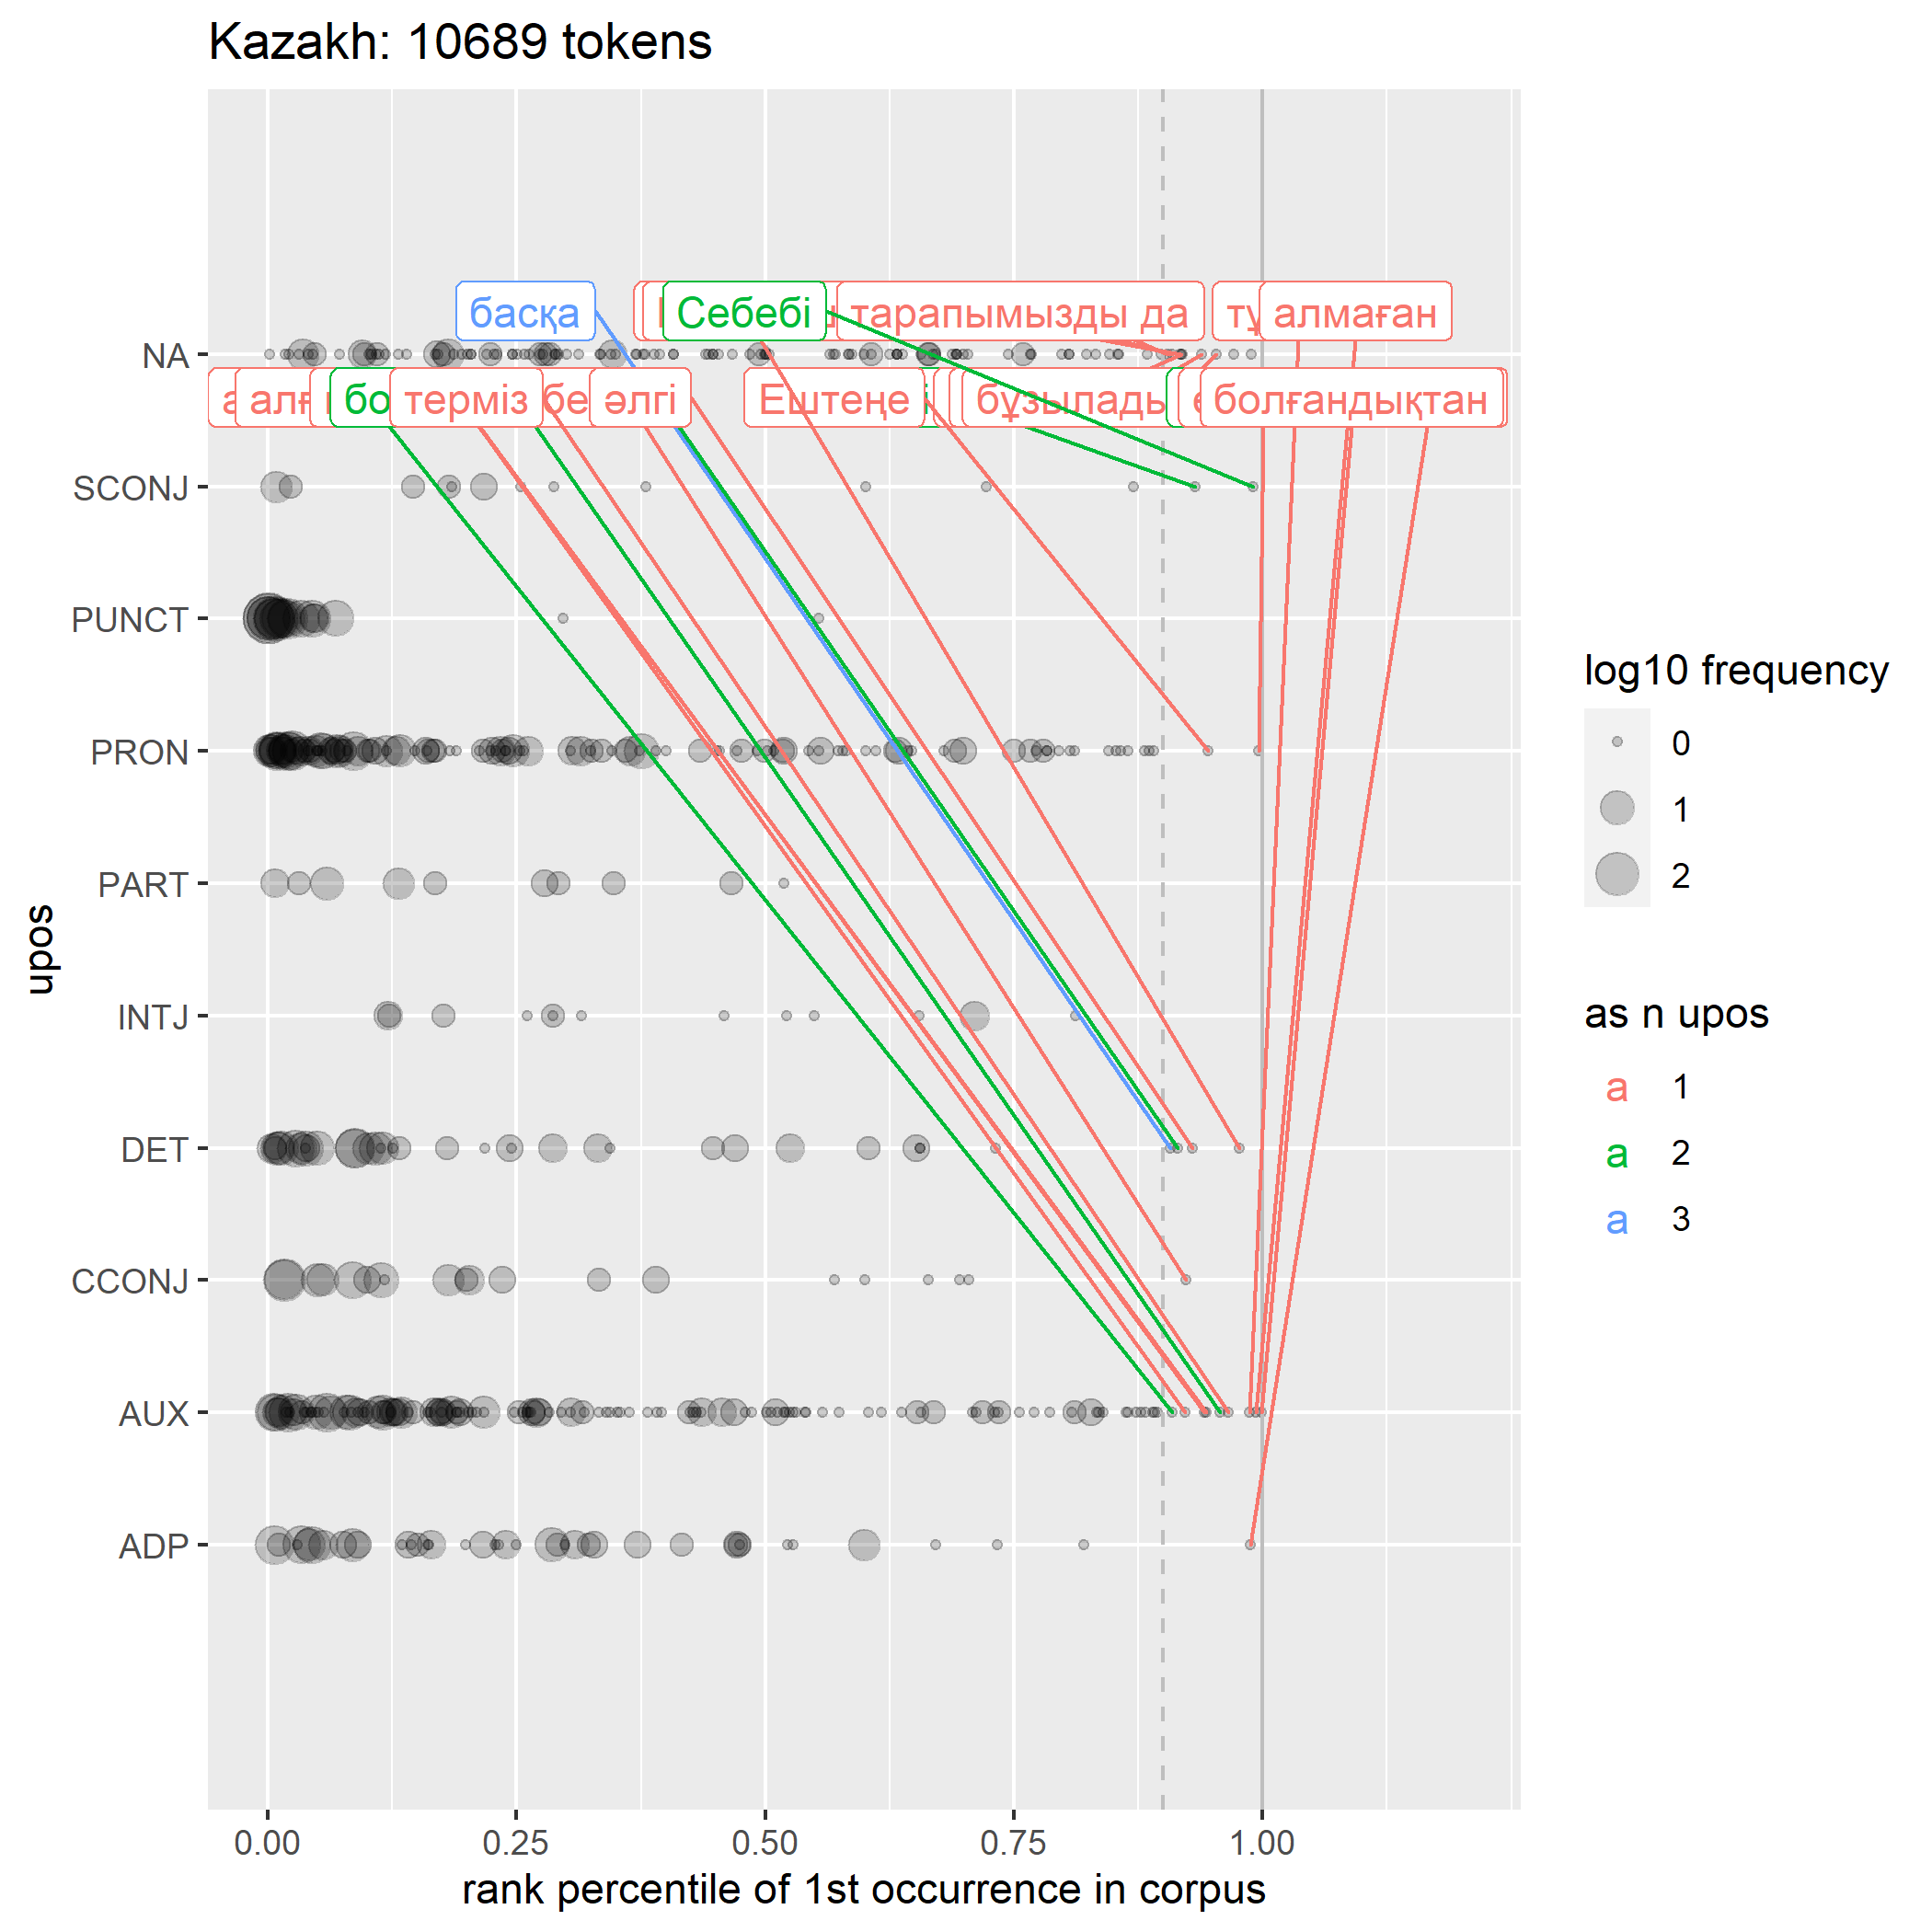 Kazakh: 10689 tokens
басқа
Себебі
тарапымызды да
алмаған
терміз
әлгі
Ештеңе
бұзылады
болғандықтан
NA
SCONJ
PUNCT
PRON
PART
INTJ
DET
CCONJ
AUX
ADP
upos
0.00 0.25 0.50 0.75 1.00
rank percentile of 1st occurrence in corpus
log10 frequency
0
1
2
as n upos
a 1
a 2
a 3